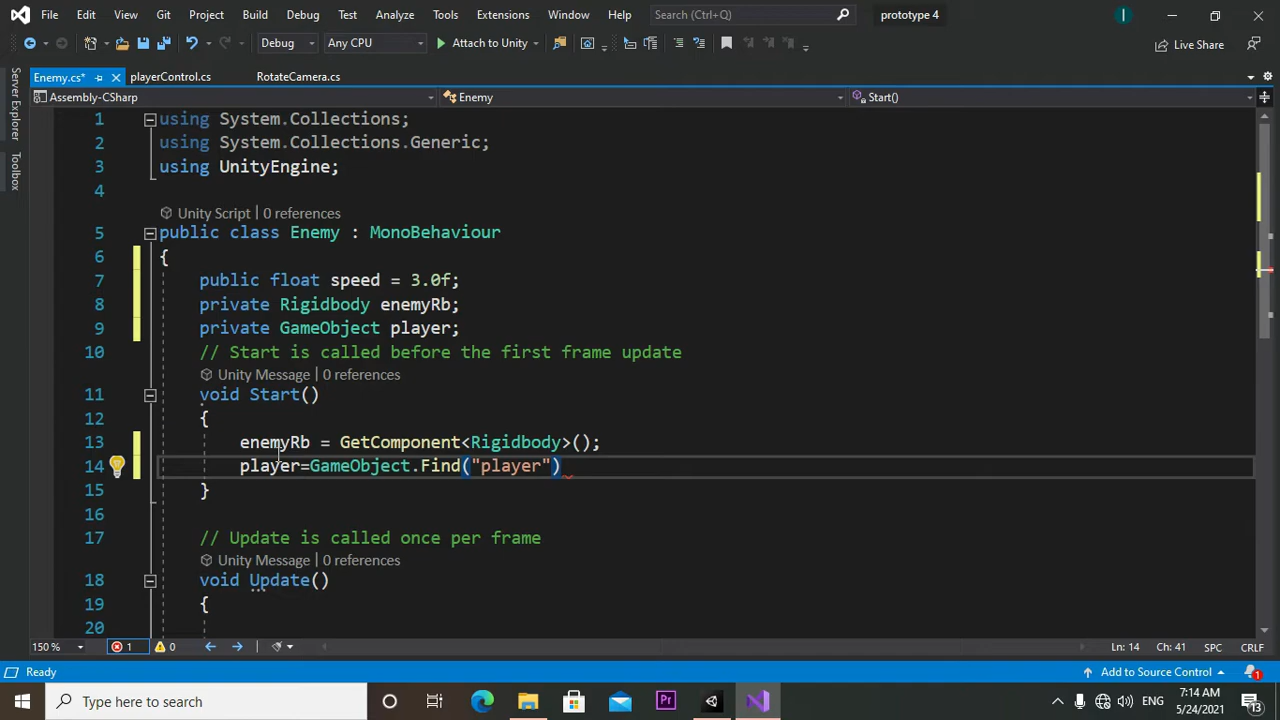 File Edit View Git Project Build Debug Test Analyze Tools Extensions Window Help Search (Ctrl+Q) prototype 4
Debug Any CPU Attach to Unity Live Share
Enemy.cs* playerControl.cs RotateCamera.cs
Assembly-CSharp Enemy Start()
Server Explorer
Toolbox
1 using System.Collections;
2 using System.Collections.Generic;
3 using UnityEngine;
4
Unity Script | 0 references
5 public class Enemy : MonoBehaviour
6 {
7 public float speed = 3.0f;
8 private Rigidbody enemyRb;
9 private GameObject player;
10 // Start is called before the first frame update
Unity Message | 0 references
11 void Start()
12 {
13 enemyRb = GetComponent<Rigidbody>();
14 player=GameObject.Find("player")
15 }
16
17 // Update is called once per frame
Unity Message | 0 references
18 void Update()
19 {
20
150 % 1 0 Ln: 14 Ch: 41 SPC CRLF
Ready Add to Source Control 1
Type here to search Pr ENG 7:14 AM
5/24/2021 13